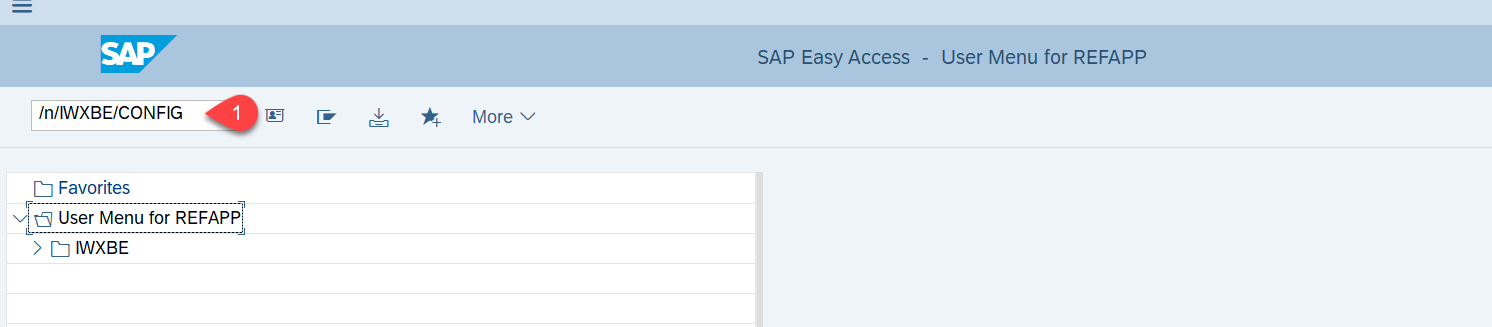 SAP
SAP Easy Access - User Menu for REFAPP
/n/IWXBE/CONFIG
1
More
Favorites
User Menu for REFAPP
IWXBE